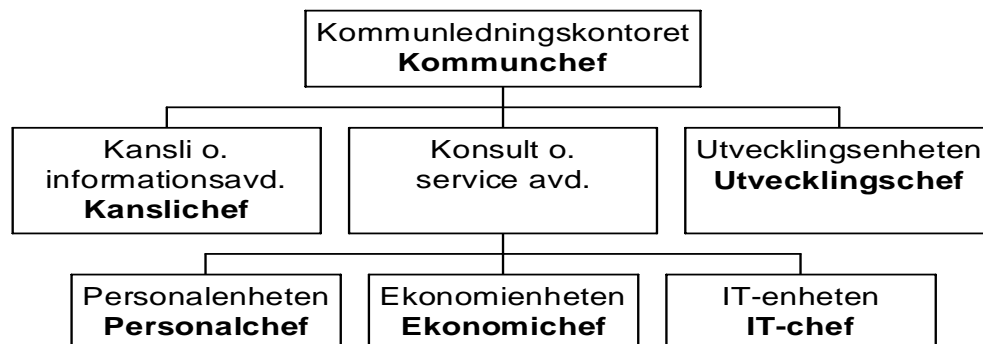 Kommunledningskontoret
Kommunchef
Kansli o.
informationsavd.
Kanslichef
Konsult o.
service avd.
Utvecklingsenheten
Utvecklingschef
Personalenheten
Personalchef
Ekonomienheten
Ekonomichef
IT-enheten
IT-chef